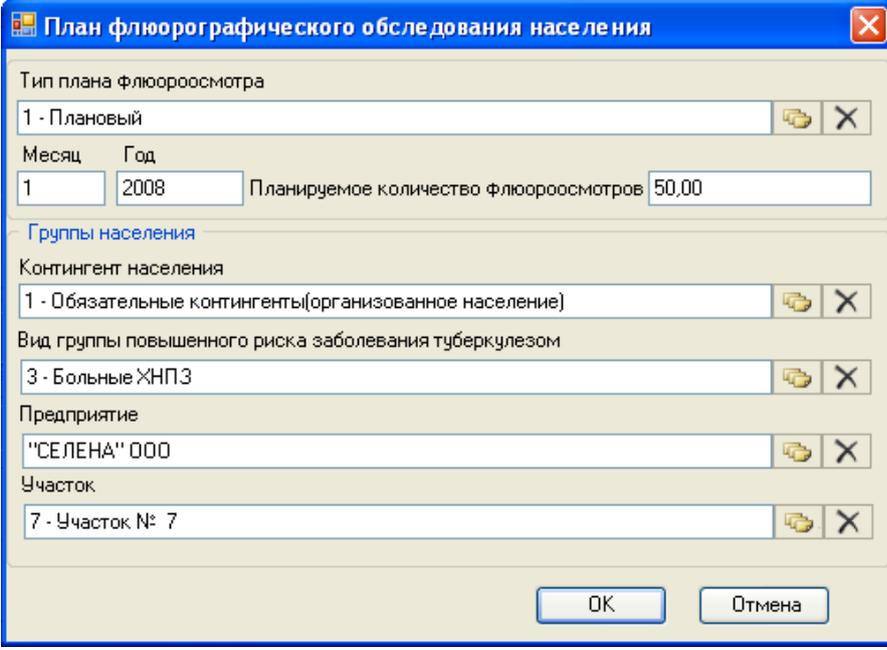 План флюорографического обследования населения
Тип плана флюороосмотра
1 - Плановый
Месяц Год
1 2008 Планируемое количество флюороосмотров 50,00
Группы населения
Контингент населения
1 - Обязательные контингенты(организованное население)
Вид группы повышенного риска заболевания туберкулезом
3 - Больные ХНПЗ
Предприятие
"СЕЛЕНА" ООО
Участок
7 - Участок № 7
OK Отмена